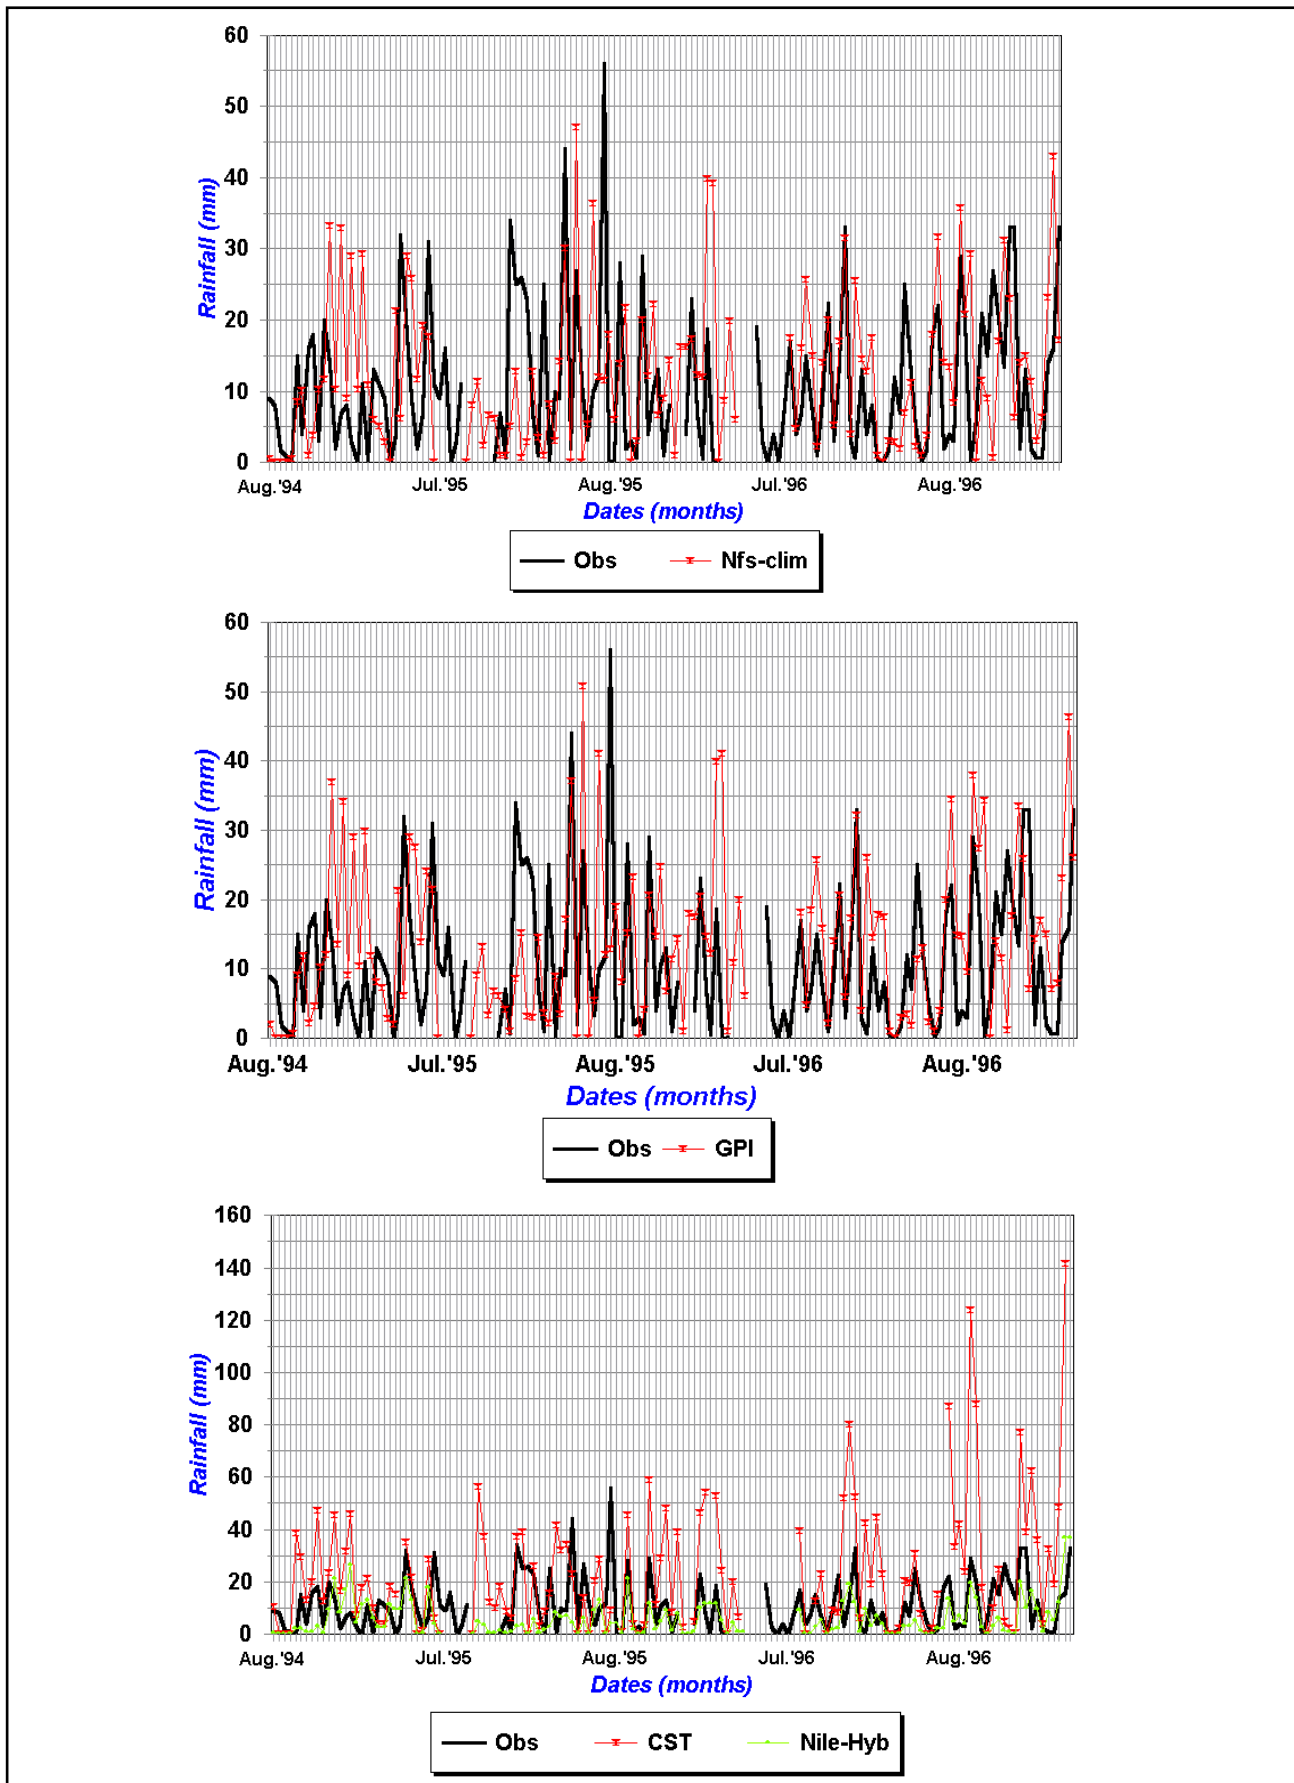 60
50
40
30
20
10
0
Rainfall (mm)
Aug.'94 Jul.'95 Aug.'95 Jul.'96 Aug.'96
Dates (months)
Obs Nfs-clim
60
50
40
30
20
10
0
Rainfall (mm)
Aug.'94 Jul.'95 Aug.'95 Jul.'96 Aug.'96
Dates (months)
Obs GPI
160
140
120
100
80
60
40
20
0
Rainfall (mm)
Aug.'94 Jul.'95 Aug.'95 Jul.'96 Aug.'96
Dates (months)
Obs CST Nile-Hyb